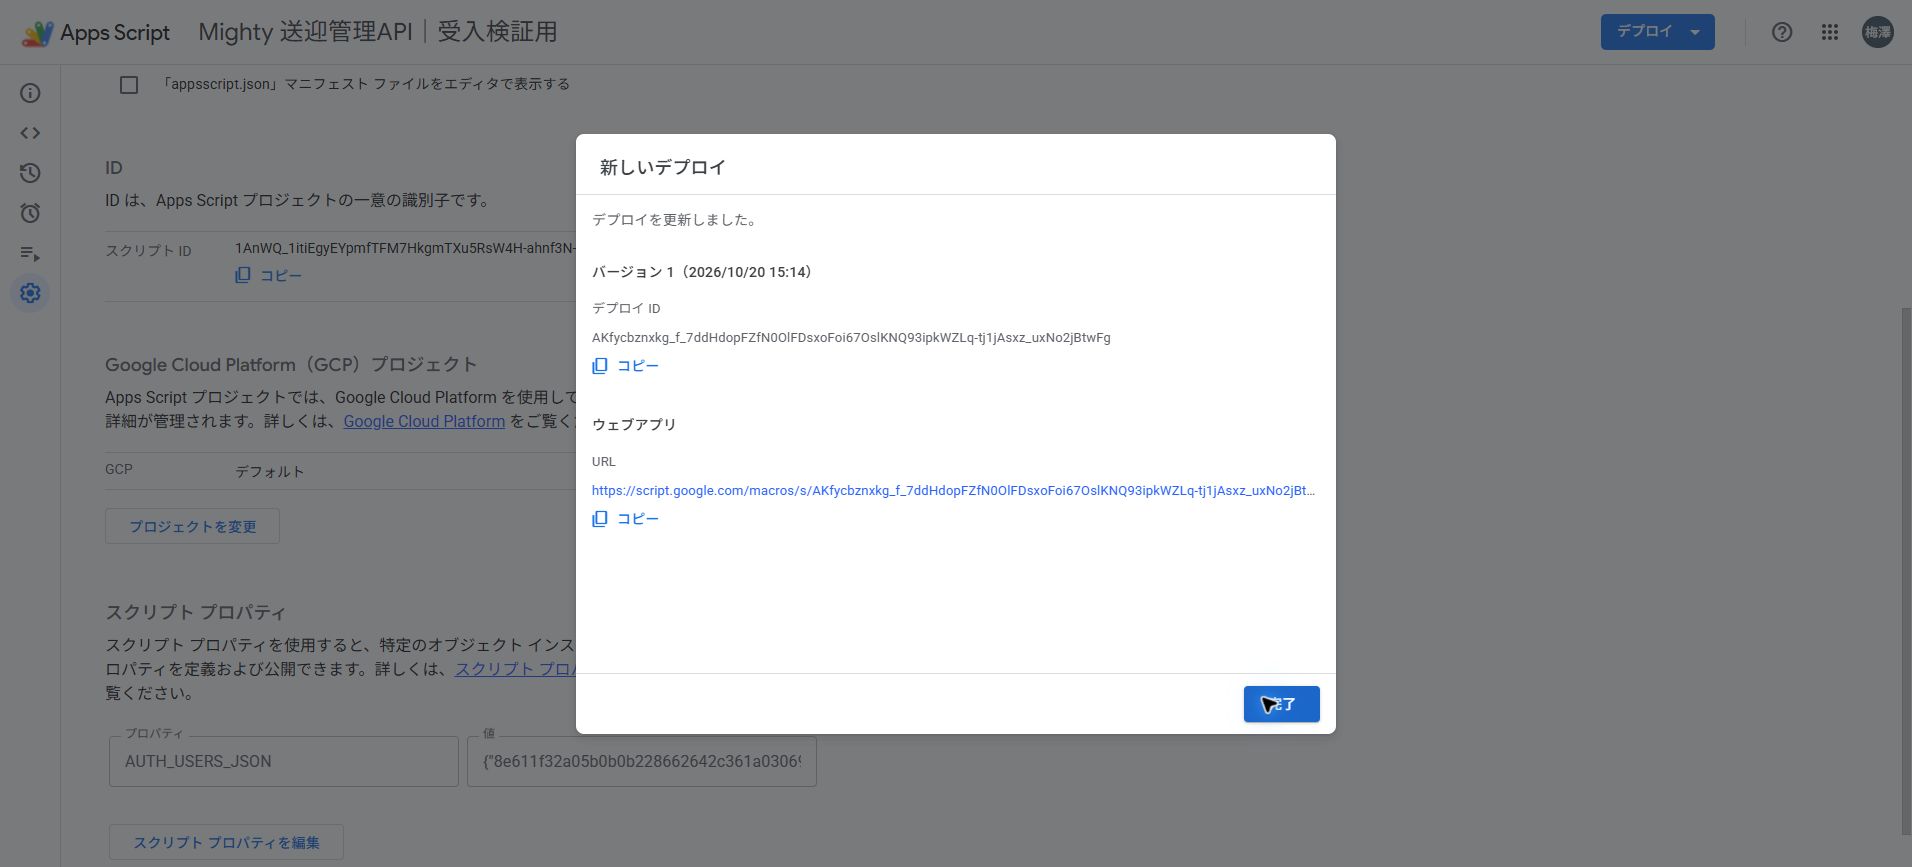 Apps Script
Mighty 送迎管理API｜受入検証用
デプロイ
梅澤
「appsscript.json」マニフェスト ファイルをエディタで表示する
ID
ID は、Apps Script プロジェクトの一意の識別子です。
スクリプト ID
1AnWQ_1itiEgyEYpmfTFM7HkgmTXu5RsW4H-ahnf3N-
コピー
Google Cloud Platform（GCP）プロジェクト
Apps Script プロジェクトでは、Google Cloud Platform を使用して
詳細が管理されます。詳しくは、Google Cloud Platform をご覧く
GCP
デフォルト
プロジェクトを変更
スクリプト プロパティ
スクリプト プロパティを使用すると、特定のオブジェクト インス
ロパティを定義および公開できます。詳しくは、スクリプト プロ
覧ください。
プロパティ
AUTH_USERS_JSON
値
{"8e611f32a05b0b0b228662642c361a0306
スクリプト プロパティを編集
新しいデプロイ
デプロイを更新しました。
バージョン 1（2026/10/20 15:14）
デプロイ ID
AKfycbznxkg_f_7ddHdopFZfN0OlFDsxoFoi67OslKNQ93ipkWZLq-tj1jAsxz_uxNo2jBtwFg
コピー
ウェブアプリ
URL
https://script.google.com/macros/s/AKfycbznxkg_f_7ddHdopFZfN0OlFDsxoFoi67OslKNQ93ipkWZLq-tj1jAsxz_uxNo2jBt...
コピー
完了